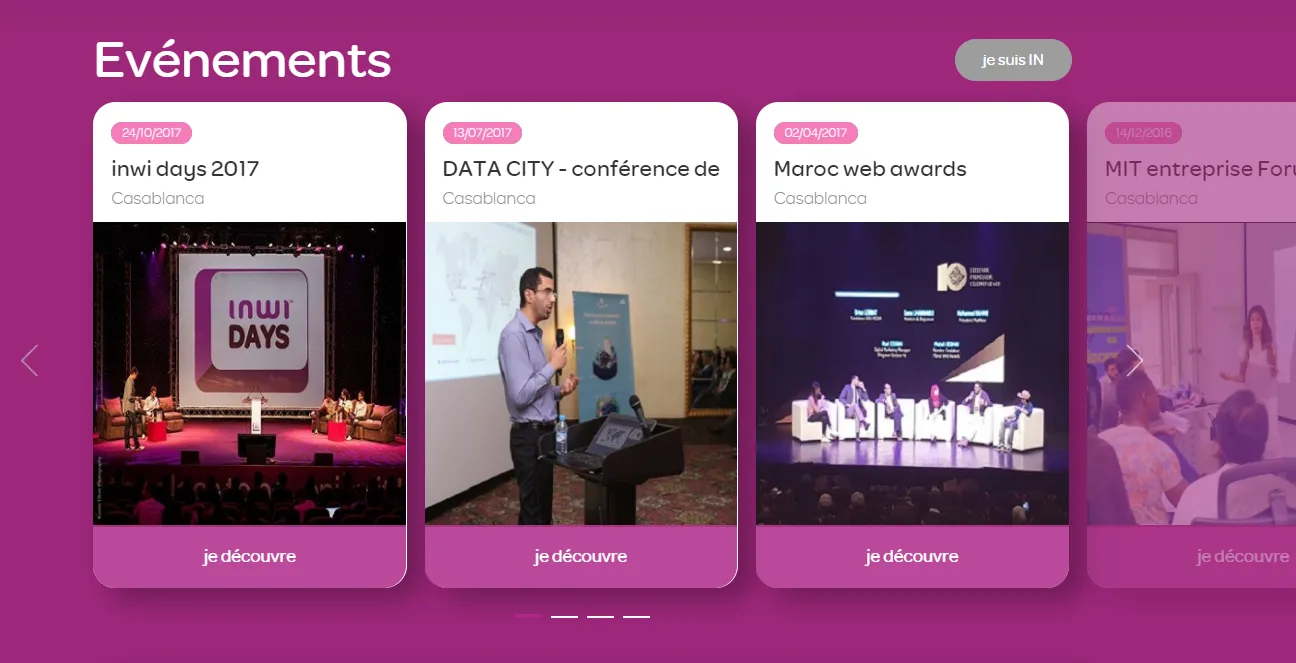 Evénements
je suis IN
24/10/2017
inwi days 2017
Casablanca
inwi
DAYS
je découvre
13/07/2017
DATA CITY - conférence de
Casablanca
je découvre
02/04/2017
Maroc web awards
Casablanca
10
je découvre
14/12/2016
MIT entreprise Foru
Casablanca
je découvre